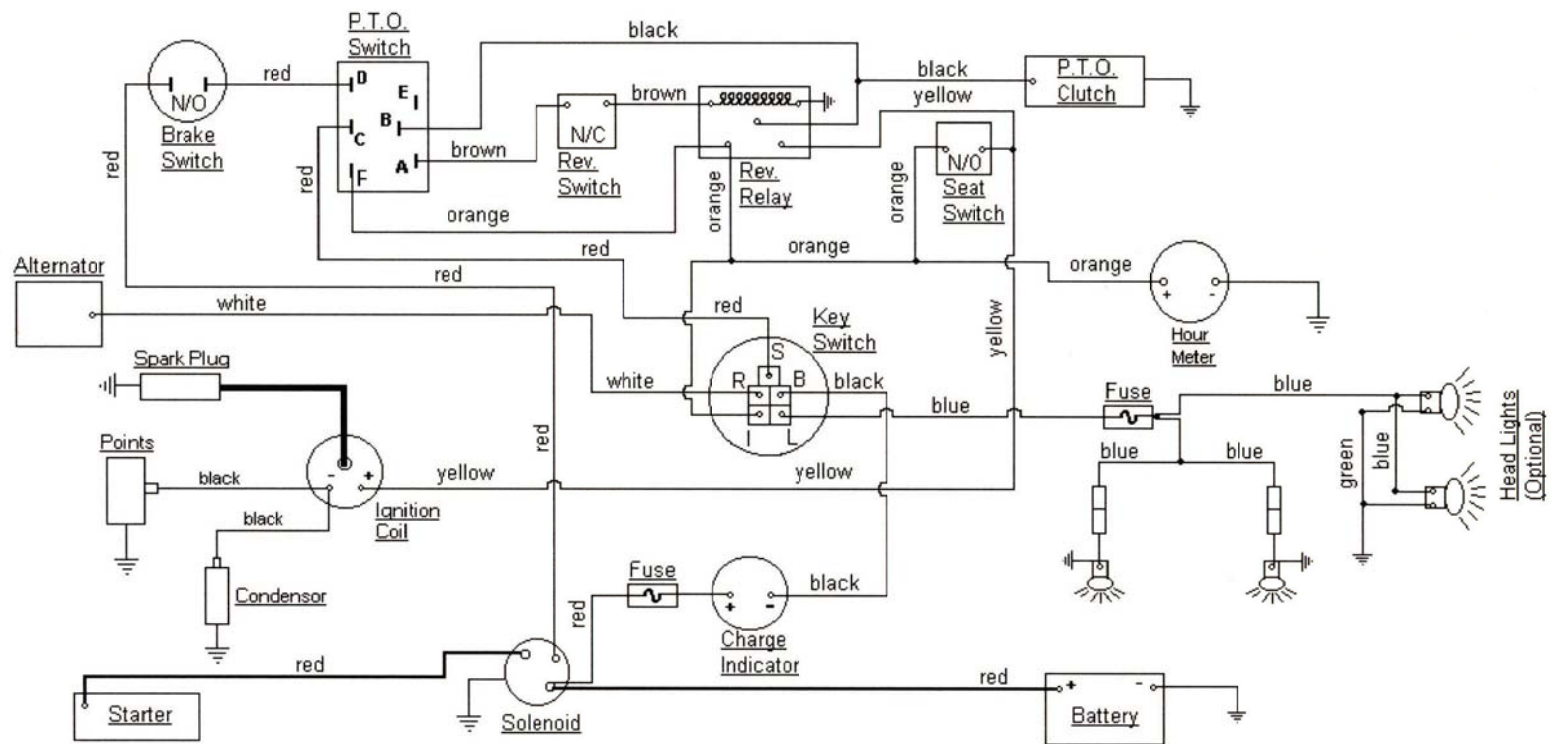 P.T.O.
Switch
black
red
D
E
B
C
A
F
N/O
Brake
Switch
red
red
brown
N/C
Rev.
Switch
brown
Rev.
Relay
black
yellow
P.T.O.
Clutch
N/O
Seat
Switch
orange
orange
orange
orange
orange
+
-
Hour
Meter
yellow
red
red
red
Alternator
white
Key
Switch
S
R
B
I
L
white
black
blue
Fuse
blue
blue
blue
green
blue
Head Lights
(Optional)
Spark Plug
Points
black
-
+
Ignition
Coil
yellow
yellow
black
Condensor
red
Fuse
red
+
-
black
Charge
Indicator
red
Starter
Solenoid
red
+
-
Battery